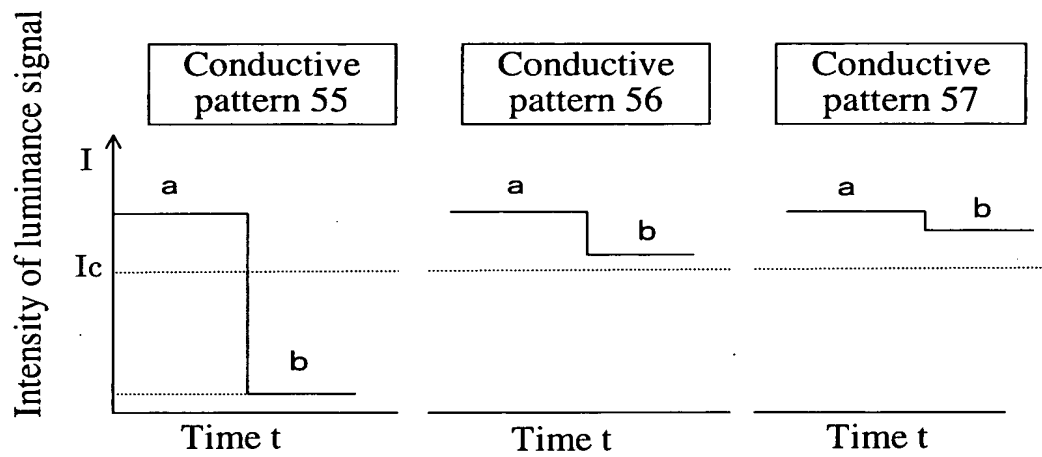 Intensity of luminance signal
Conductive
pattern 55
Conductive
pattern 56
Conductive
pattern 57
I
a
a
a
b
b
Ic
b
Time t
Time t
Time t